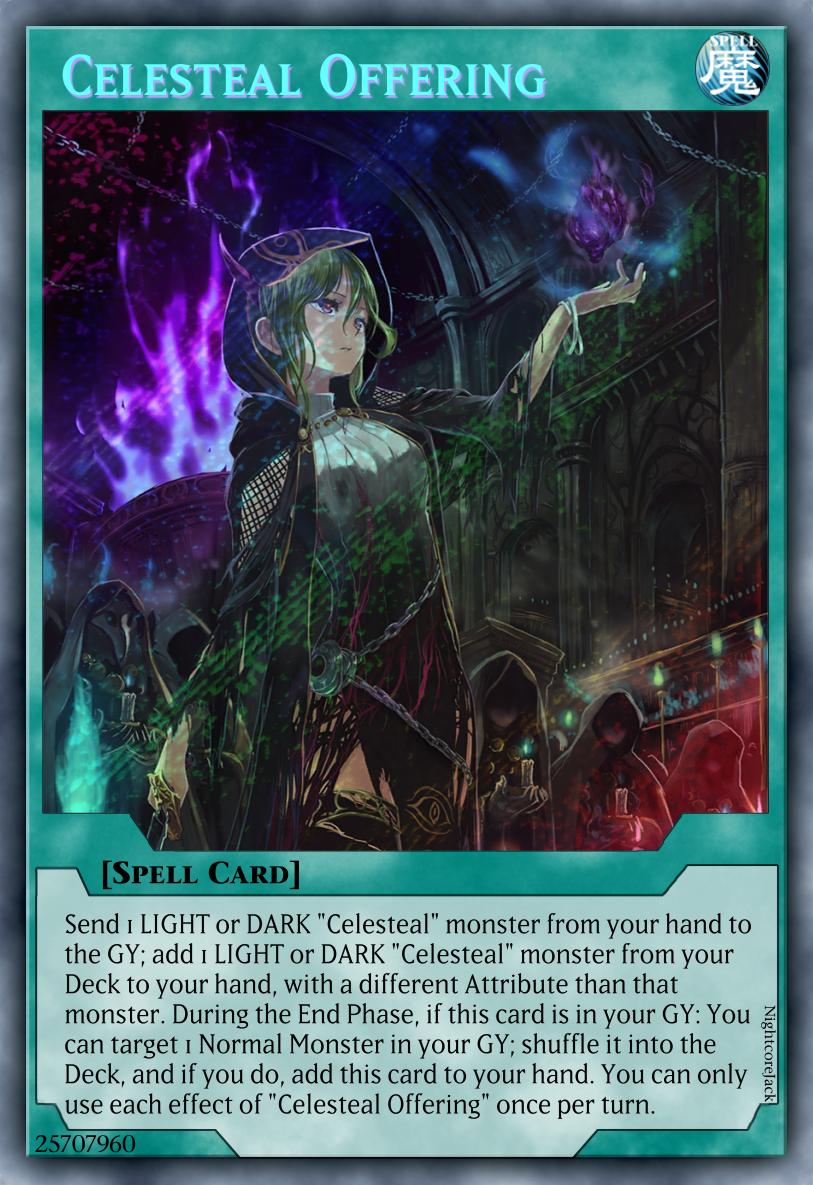 Celesteal Offering
SPELL
魔
[Spell Card]
Send 1 LIGHT or DARK "Celesteal" monster from your hand to
the GY; add 1 LIGHT or DARK "Celesteal" monster from your
Deck to your hand, with a different Attribute than that
monster. During the End Phase, if this card is in your GY: You
can target 1 Normal Monster in your GY; shuffle it into the
Deck, and if you do, add this card to your hand. You can only
use each effect of "Celesteal Offering" once per turn.
NightcoreJack
25707960